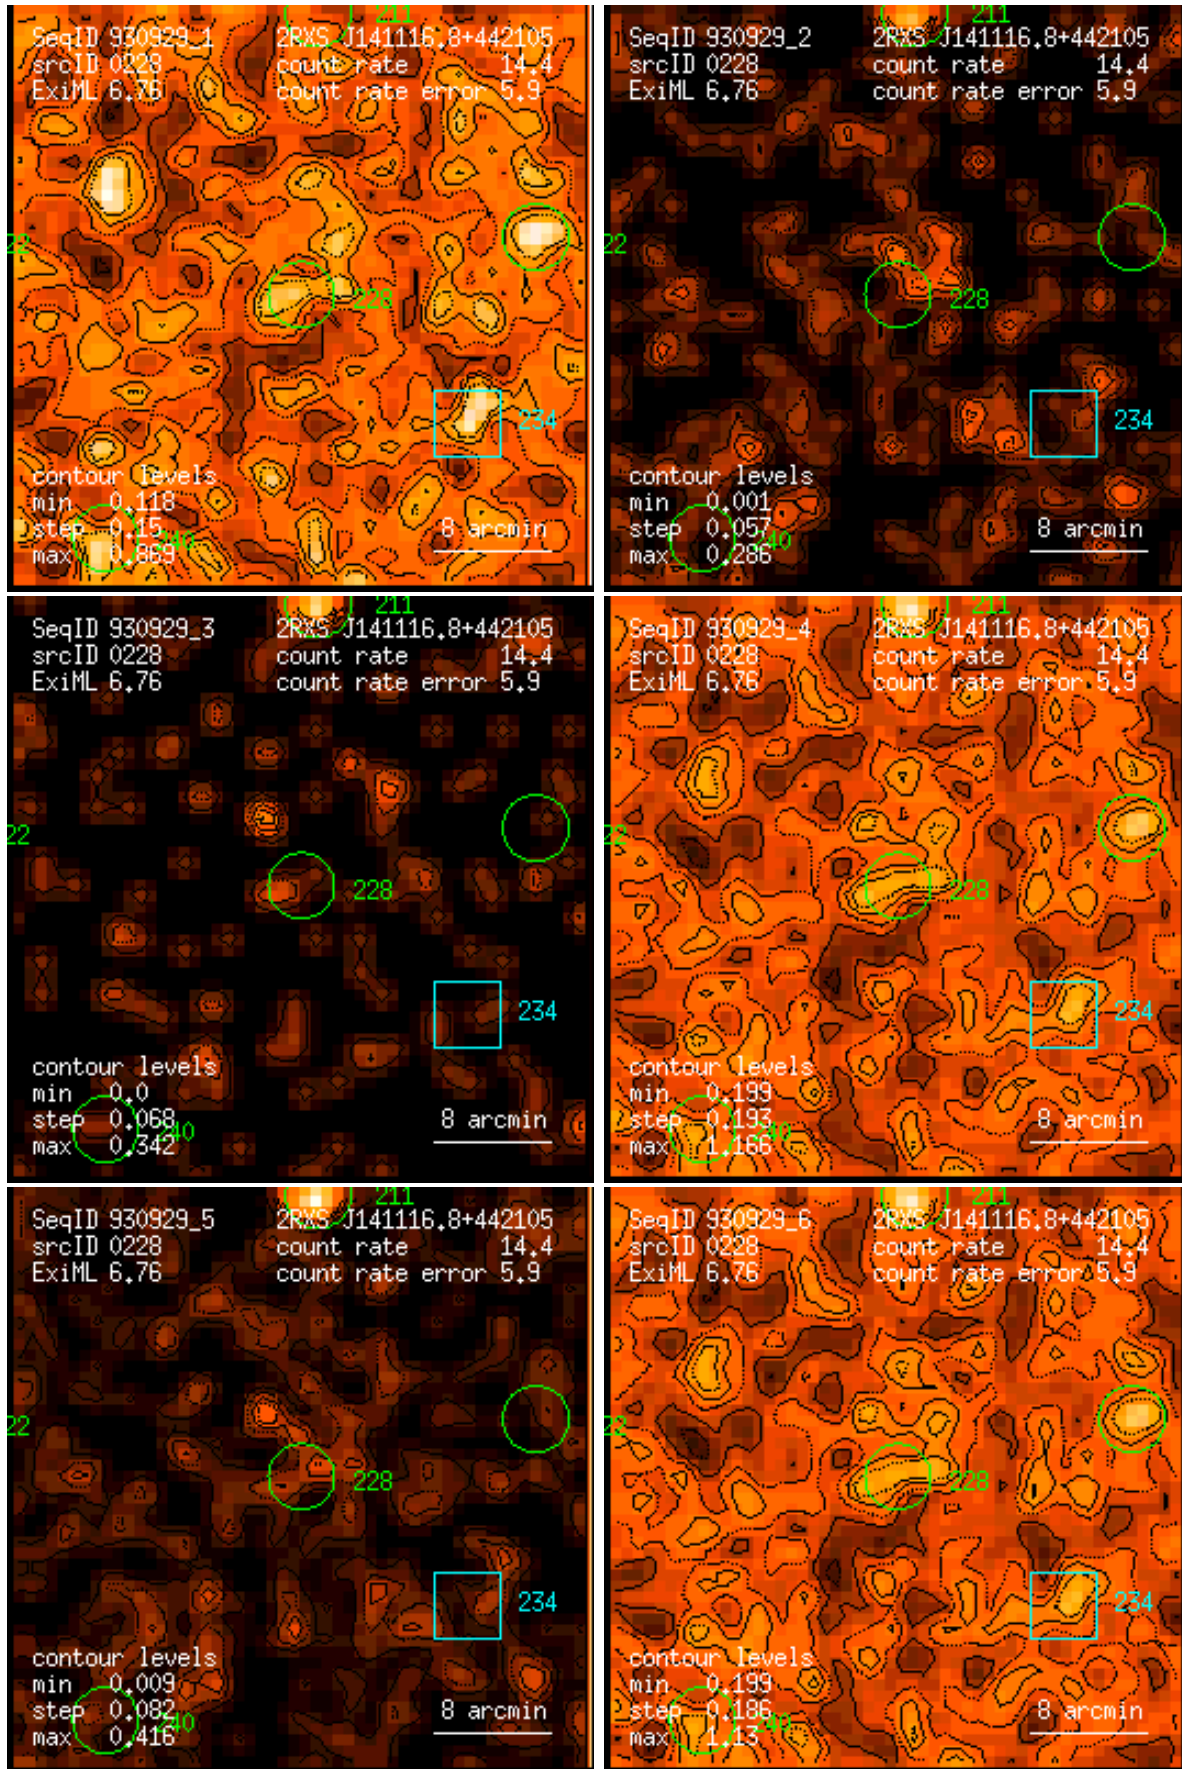 211
SeqID 930929_1 2RXS J141116.8+442105
srcID 0228 count rate 14.4
ExiML 6.76 count rate error 5.9
22
228
234
contour levels
min 0.118
step 0.15
240
max 0.869
8 arcmin
211
SeqID 930929_2 2RXS J141116.8+442105
srcID 0228 count rate 14.4
ExiML 6.76 count rate error 5.9
22
228
234
contour levels
min 0.001
step 0.057
240
max 0.286
8 arcmin
211
SeqID 930929_3 2RXS J141116.8+442105
srcID 0228 count rate 14.4
ExiML 6.76 count rate error 5.9
22
228
234
contour levels
min 0.0
step 0.068
240
max 0.342
8 arcmin
211
SeqID 930929_4 2RXS J141116.8+442105
srcID 0228 count rate 14.4
ExiML 6.76 count rate error 5.9
22
228
234
contour levels
min 0.199
step 0.193
240
max 1.166
8 arcmin
211
SeqID 930929_5 2RXS J141116.8+442105
srcID 0228 count rate 14.4
ExiML 6.76 count rate error 5.9
22
228
234
contour levels
min 0.009
step 0.082
240
max 0.416
8 arcmin
211
SeqID 930929_6 2RXS J141116.8+442105
srcID 0228 count rate 14.4
ExiML 6.76 count rate error 5.9
22
228
234
contour levels
min 0.199
step 0.186
240
max 1.13
8 arcmin